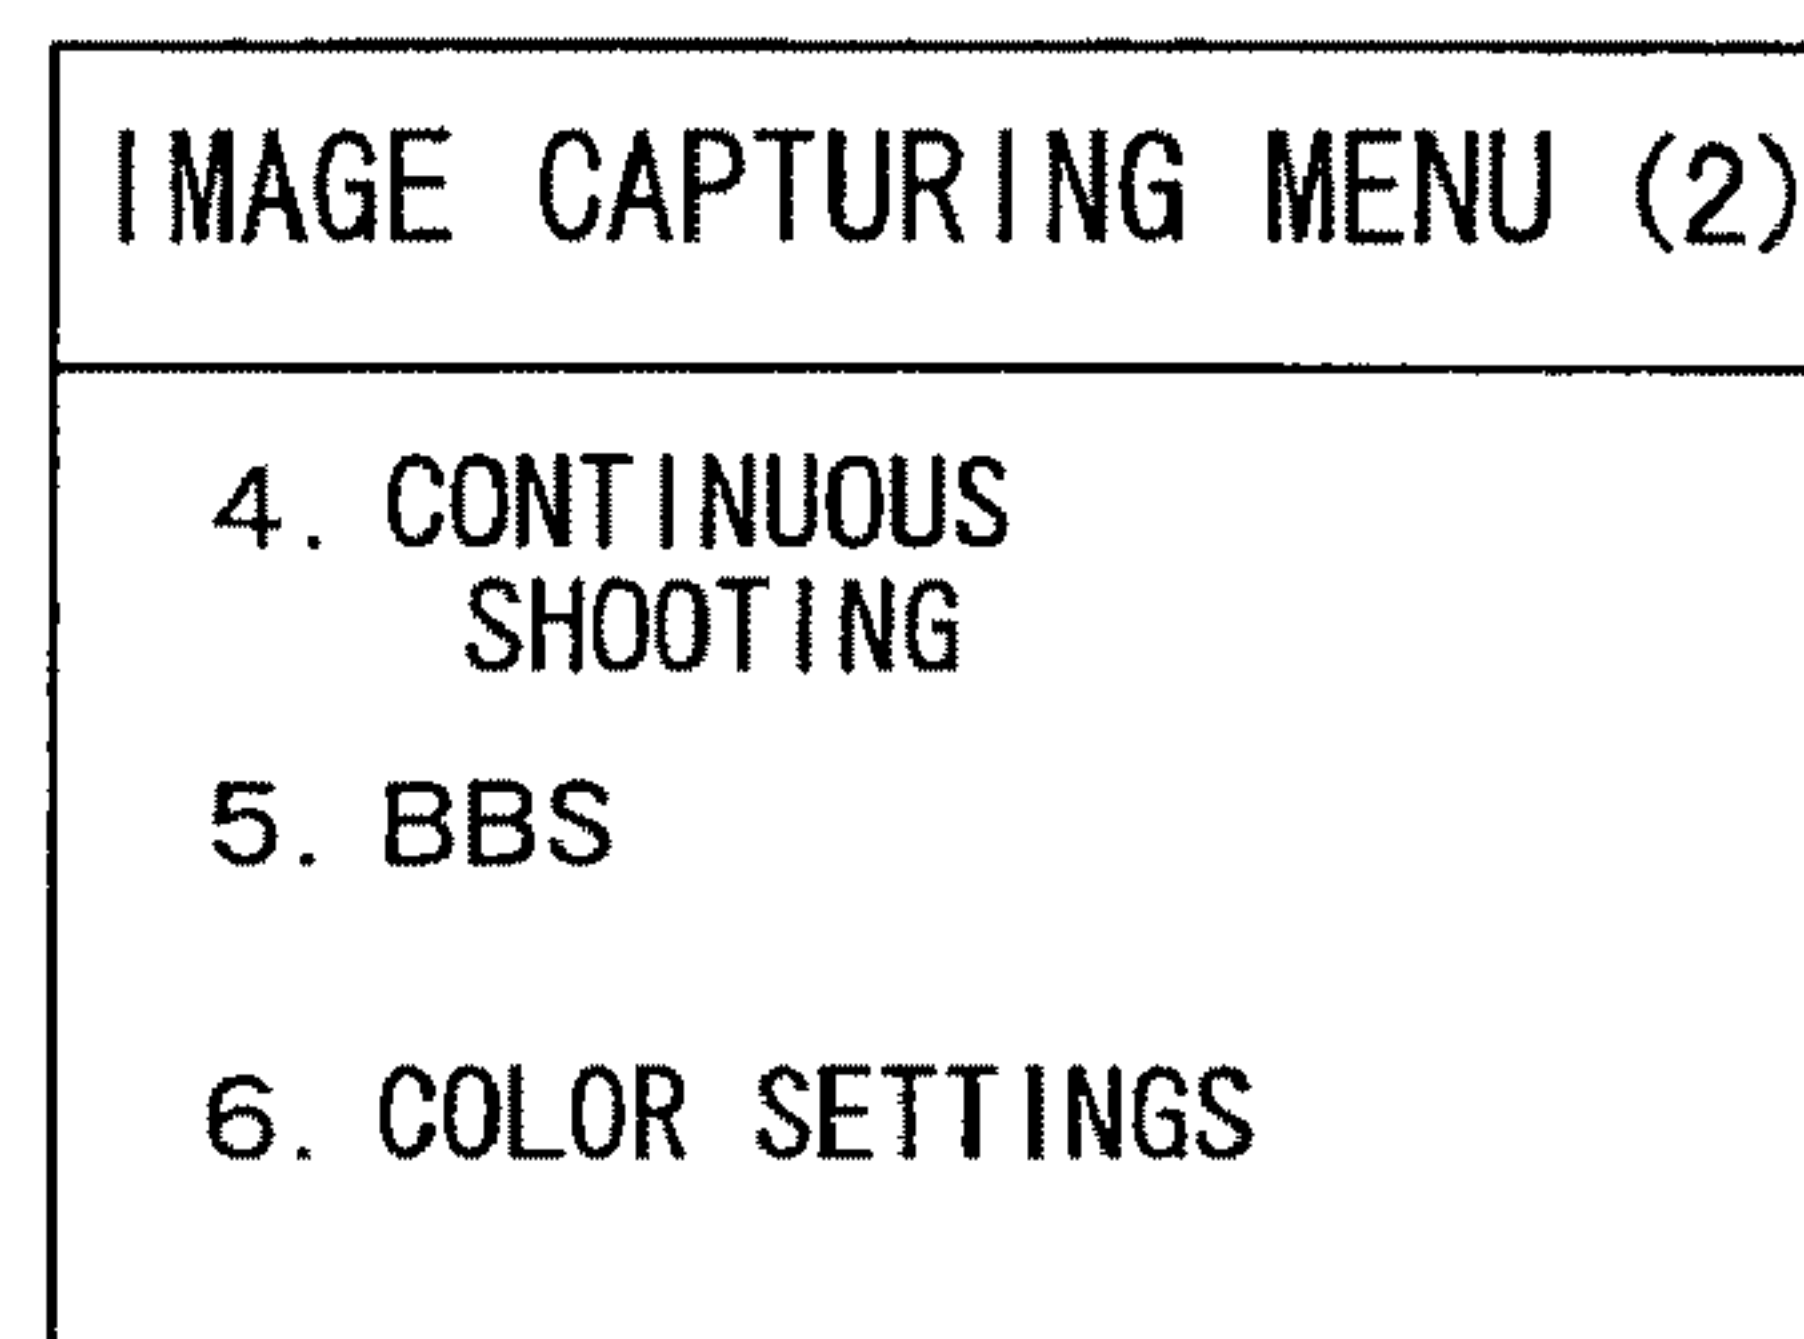 IMAGE CAPTURING MENU (2)
4. CONTINUOUS
SHOOTING
5. BBS
6. COLOR SETTINGS